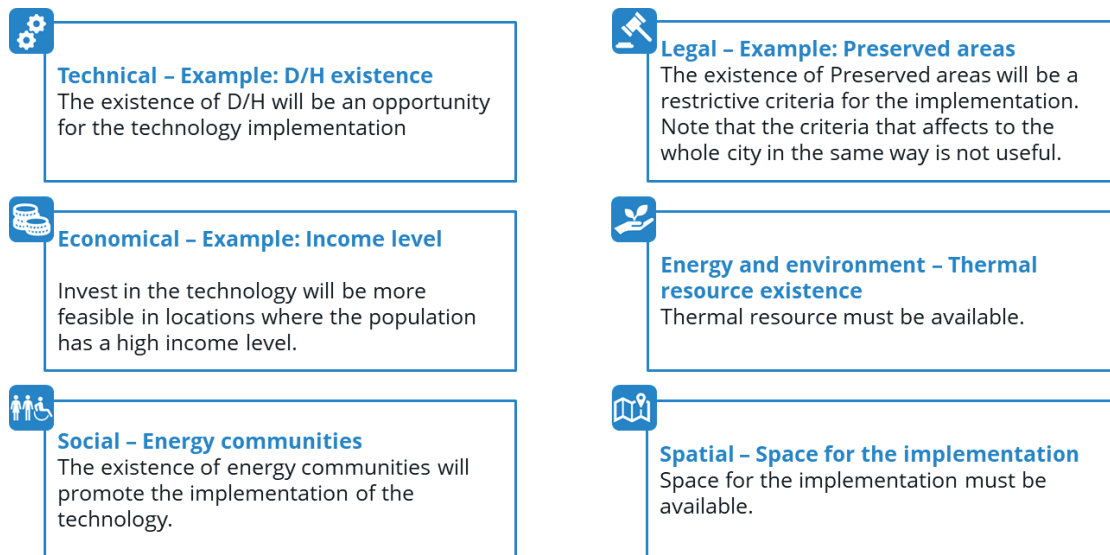 Technical – Example: D/H existence
The existence of D/H will be an opportunity
for the technology implementation
Legal – Example: Preserved areas
The existence of Preserved areas will be a
restrictive criteria for the implementation.
Note that the criteria that affects to the
whole city in the same way is not useful.
Economical – Example: Income level
Invest in the technology will be more
feasible in locations where the population
has a high income level.
Energy and environment – Thermal
resource existence
Thermal resource must be available.
Social – Energy communities
The existence of energy communities will
promote the implementation of the
technology.
Spatial – Space for the implementation
Space for the implementation must be
available.